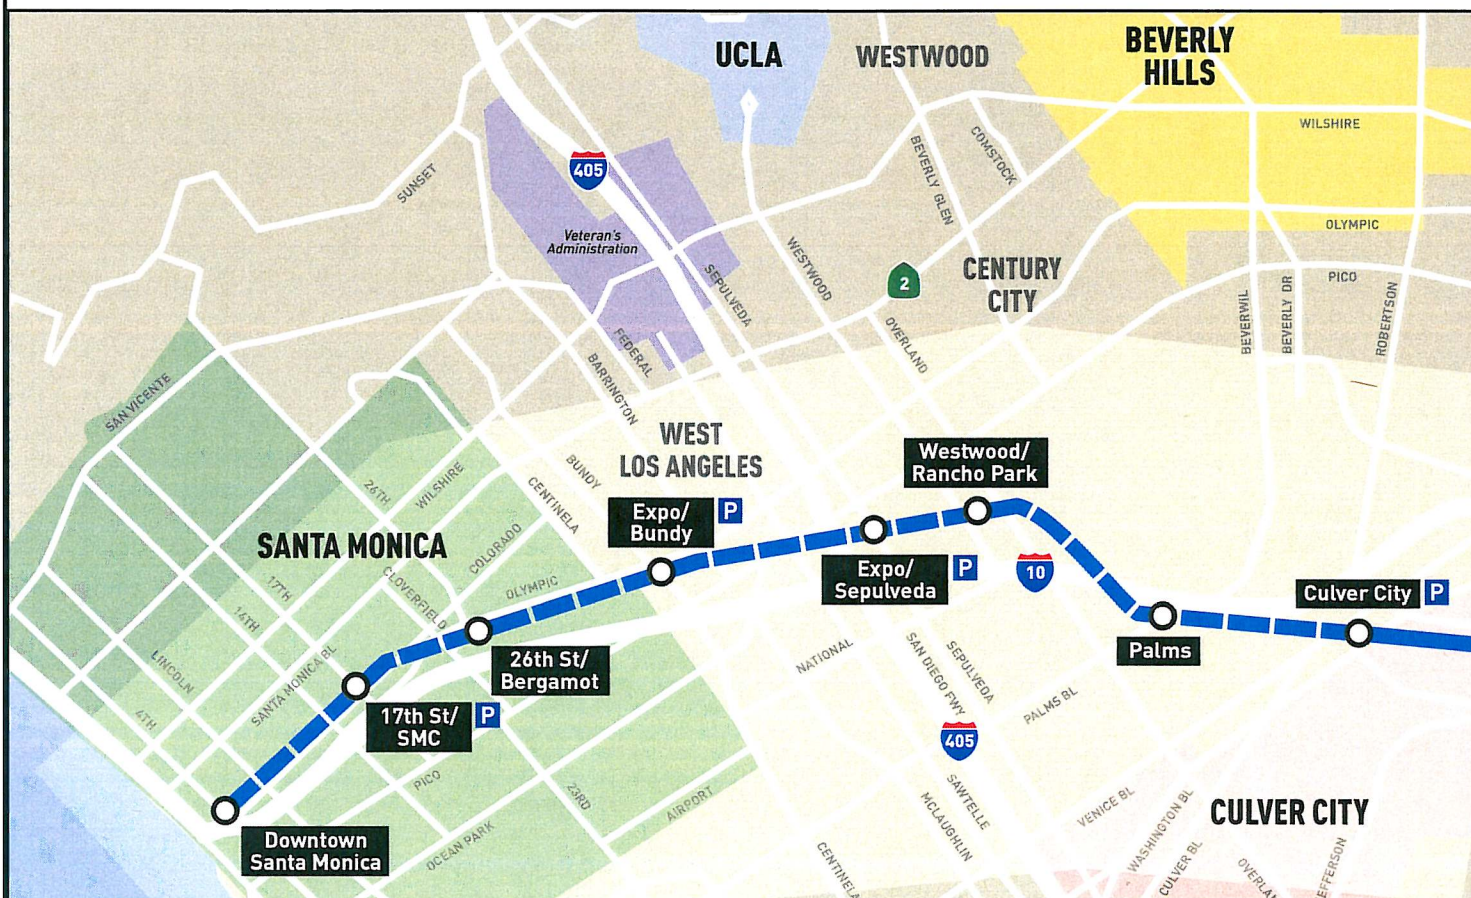 UCLA
WESTWOOD
BEVERLY
HILLS
WILSHIRE
COMSTOCK
BEVERLY GLEN
405
SUNSET
Veteran's
Administration
OLYMPIC
WESTWOOD
SEPULVEDA
2
CENTURY
CITY
PICO
BEVERWIL
BEVERLY DR
ROBERTSON
OVERLAND
FEDERAL
BARRINGTON
SAN VICENTE
WEST
LOS ANGELES
Westwood/
Rancho Park
26TH
WILSHIRE
BUNDY
CENTINELA
Expo/
Bundy
P
SANTA MONICA
COLORADO
CLOVERFIELD
OLYMPIC
17TH
14TH
Expo/
Sepulveda
P
10
Culver City
P
26th St/
Bergamot
Palms
LINCOLN
SANTA MONICA BL
4TH
NATIONAL
SAN DIEGO FWY
SEPULVEDA
PALMS BL
17th St/
SMC
P
405
PICO
23RD
AIRPORT
SAWTELLE
MCLAUGHLIN
VENICE BL
WASHINGTON BL
CULVER CITY
Downtown
Santa Monica
OCEAN PARK
CENTINELA
CULVER BL
OVERLAN
EFFERSON